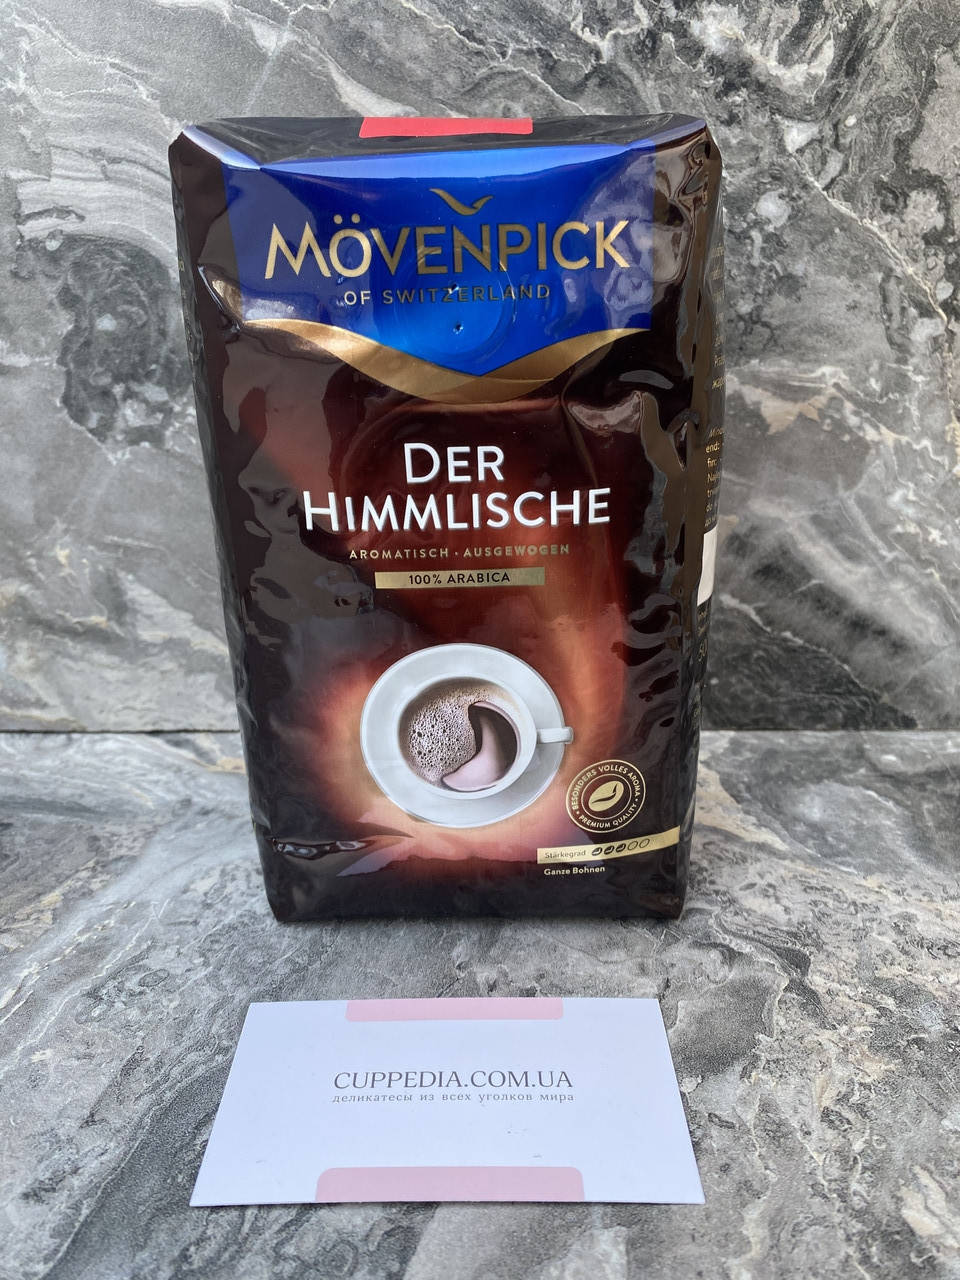 MÖVENPICK
OF SWITZERLAND
DER
HIMMLISCHE
AROMATISCH · AUSGEWOGEN
100% ARABICA
BESONDERS VOLLES AROMA
PREMIUM QUALITY
Stärkegrad
Ganze Bohnen
CUPPEDIA.COM.UA
деликатесы из всех уголков мира